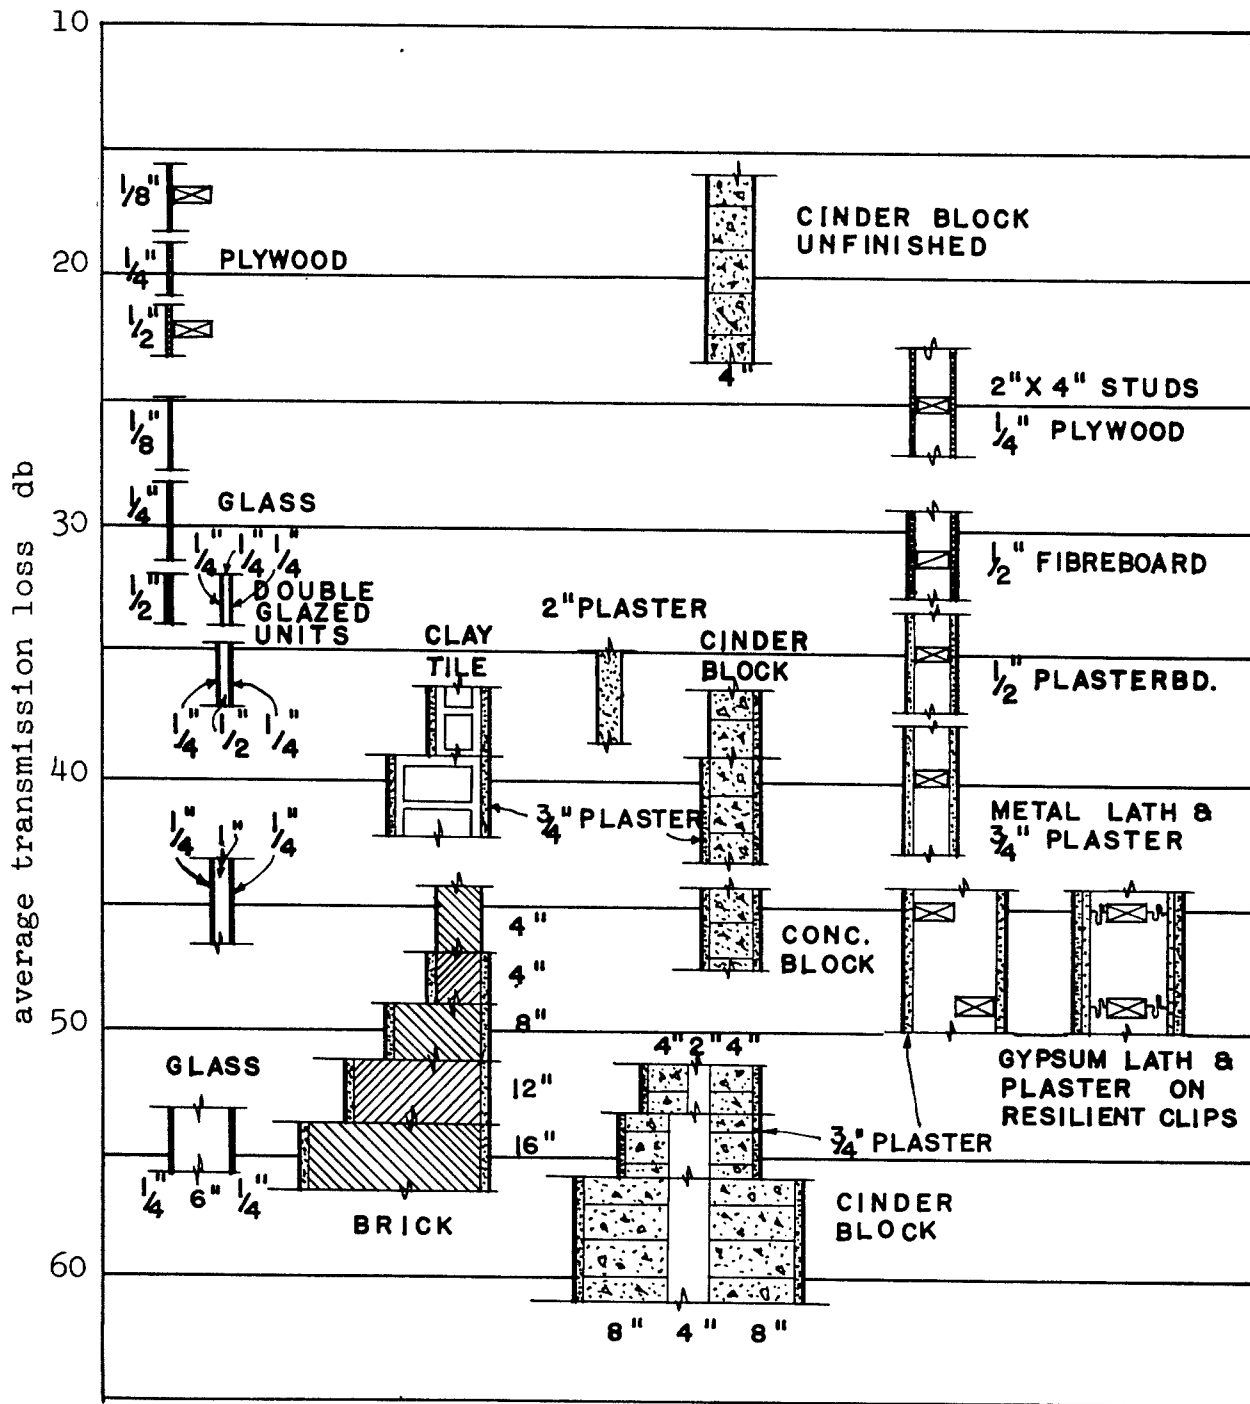 average transmission loss db
10
20
30
40
50
60
1/8"
1/4" PLYWOOD
1/2"
CINDER BLOCK
UNFINISHED
4"
2" X 4" STUDS
1/4" PLYWOOD
1/8"
1/4" GLASS
1/2"
1/4" 1/4" 1/4"
DOUBLE
GLAZED
UNITS
1/4" 1/2" 1/4"
1/4" 1" 1/4"
1/2" FIBREBOARD
1/2" PLASTERBD.
CLAY
TILE
2" PLASTER
CINDER
BLOCK
3/4" PLASTER
METAL LATH &
3/4" PLASTER
4"
4"
8"
12"
16"
BRICK
CONC.
BLOCK
GLASS
1/4" 6" 1/4"
4" 2" 4"
3/4" PLASTER
GYPSUM LATH &
PLASTER ON
RESILIENT CLIPS
CINDER
BLOCK
8" 4" 8"